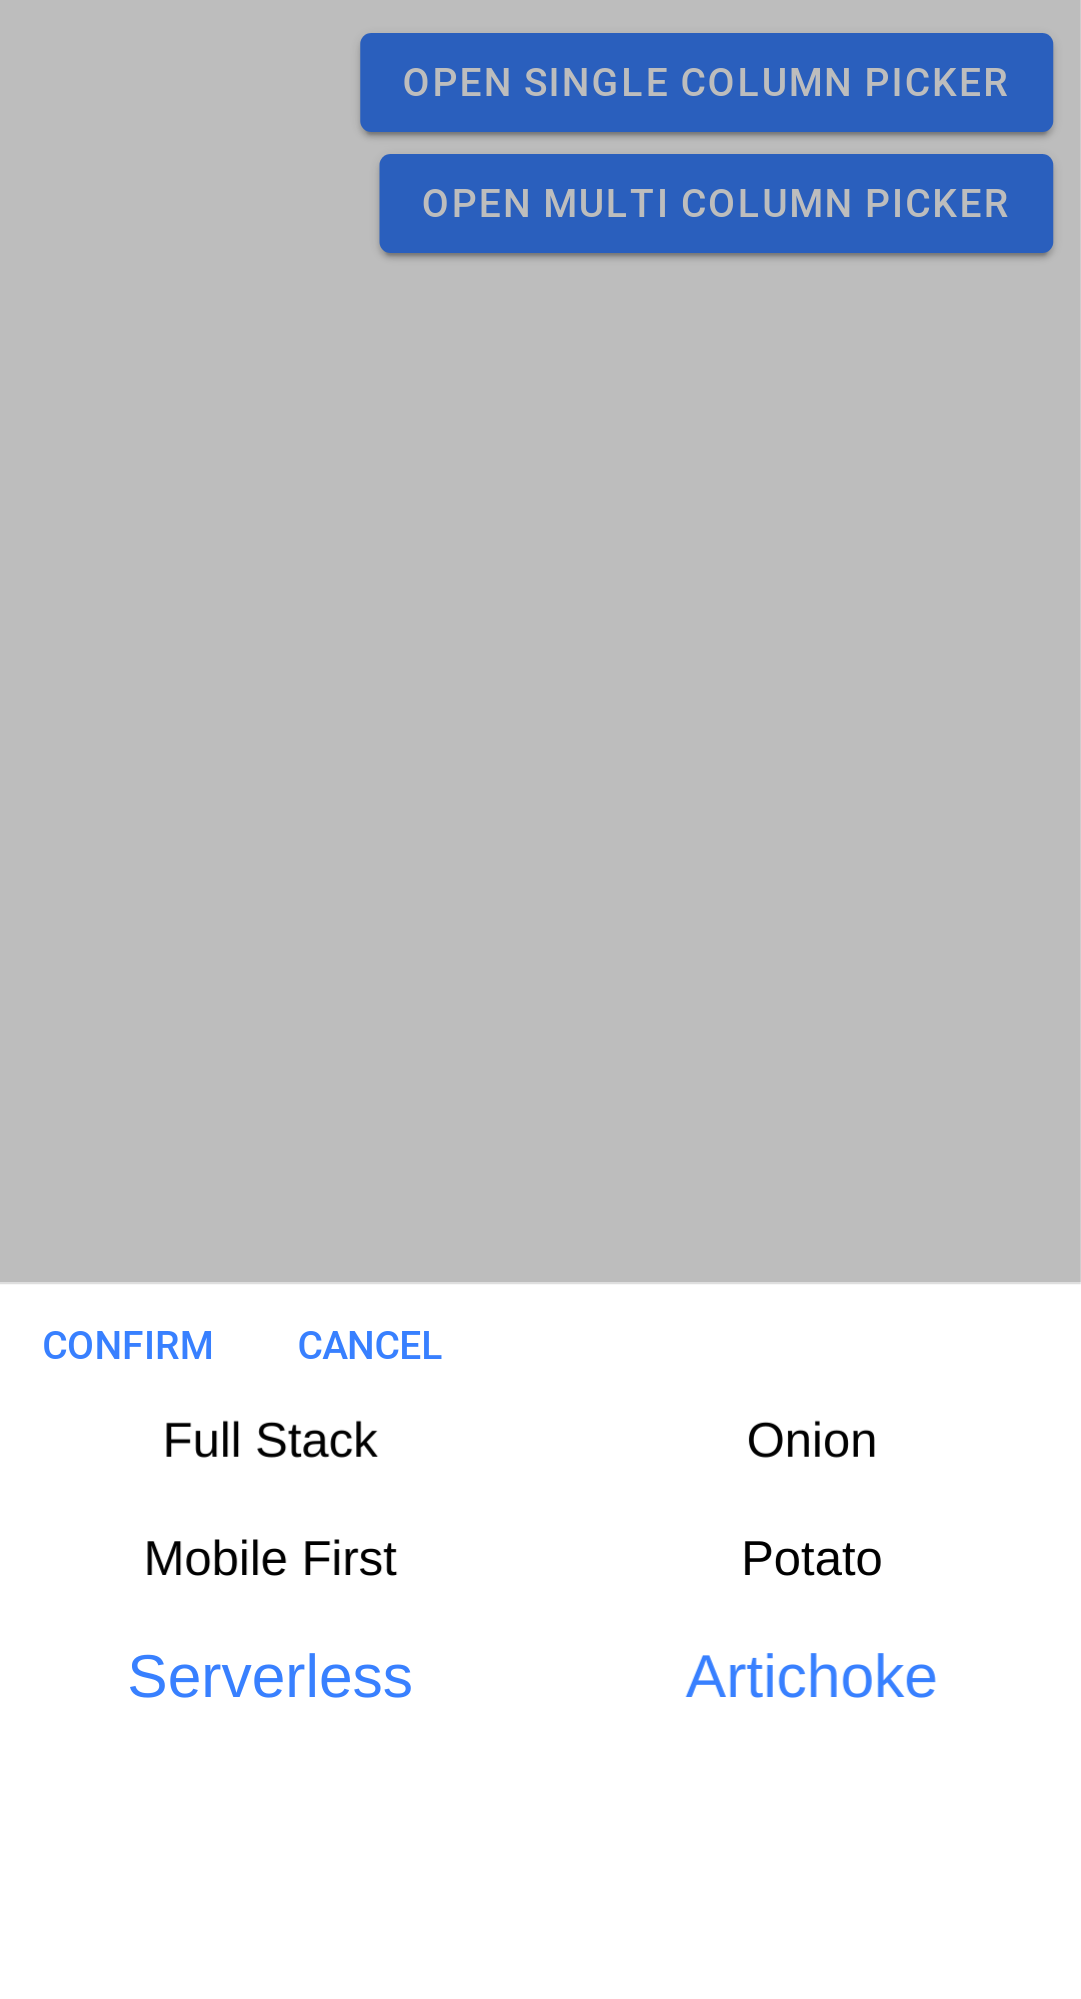 OPEN SINGLE COLUMN PICKER
OPEN MULTI COLUMN PICKER
CONFIRM CANCEL
Full Stack Onion
Mobile First Potato
Serverless Artichoke